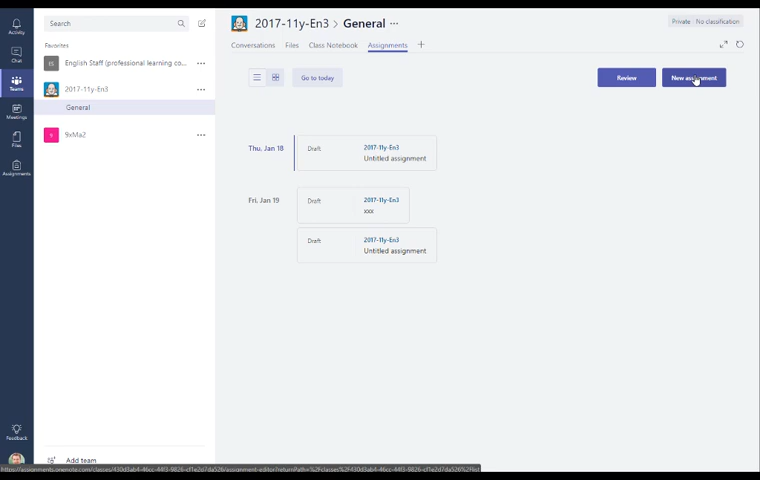 Search
2017-11y-En3 > General ···
Private No classification
Activity
Favorites
Conversations Files Class Notebook Assignments +
Chat
English Staff (professional learning co... ···
Teams
2017-11y-En3 ···
Go to today
Review
New assignment
General
Meetings
9 9xMa2 ···
Files
Assignments
Thu, Jan 18
Draft
2017-11y-En3
Untitled assignment
Fri, Jan 19
Draft
2017-11y-En3
xxx
Draft
2017-11y-En3
Untitled assignment
Feedback
Add team